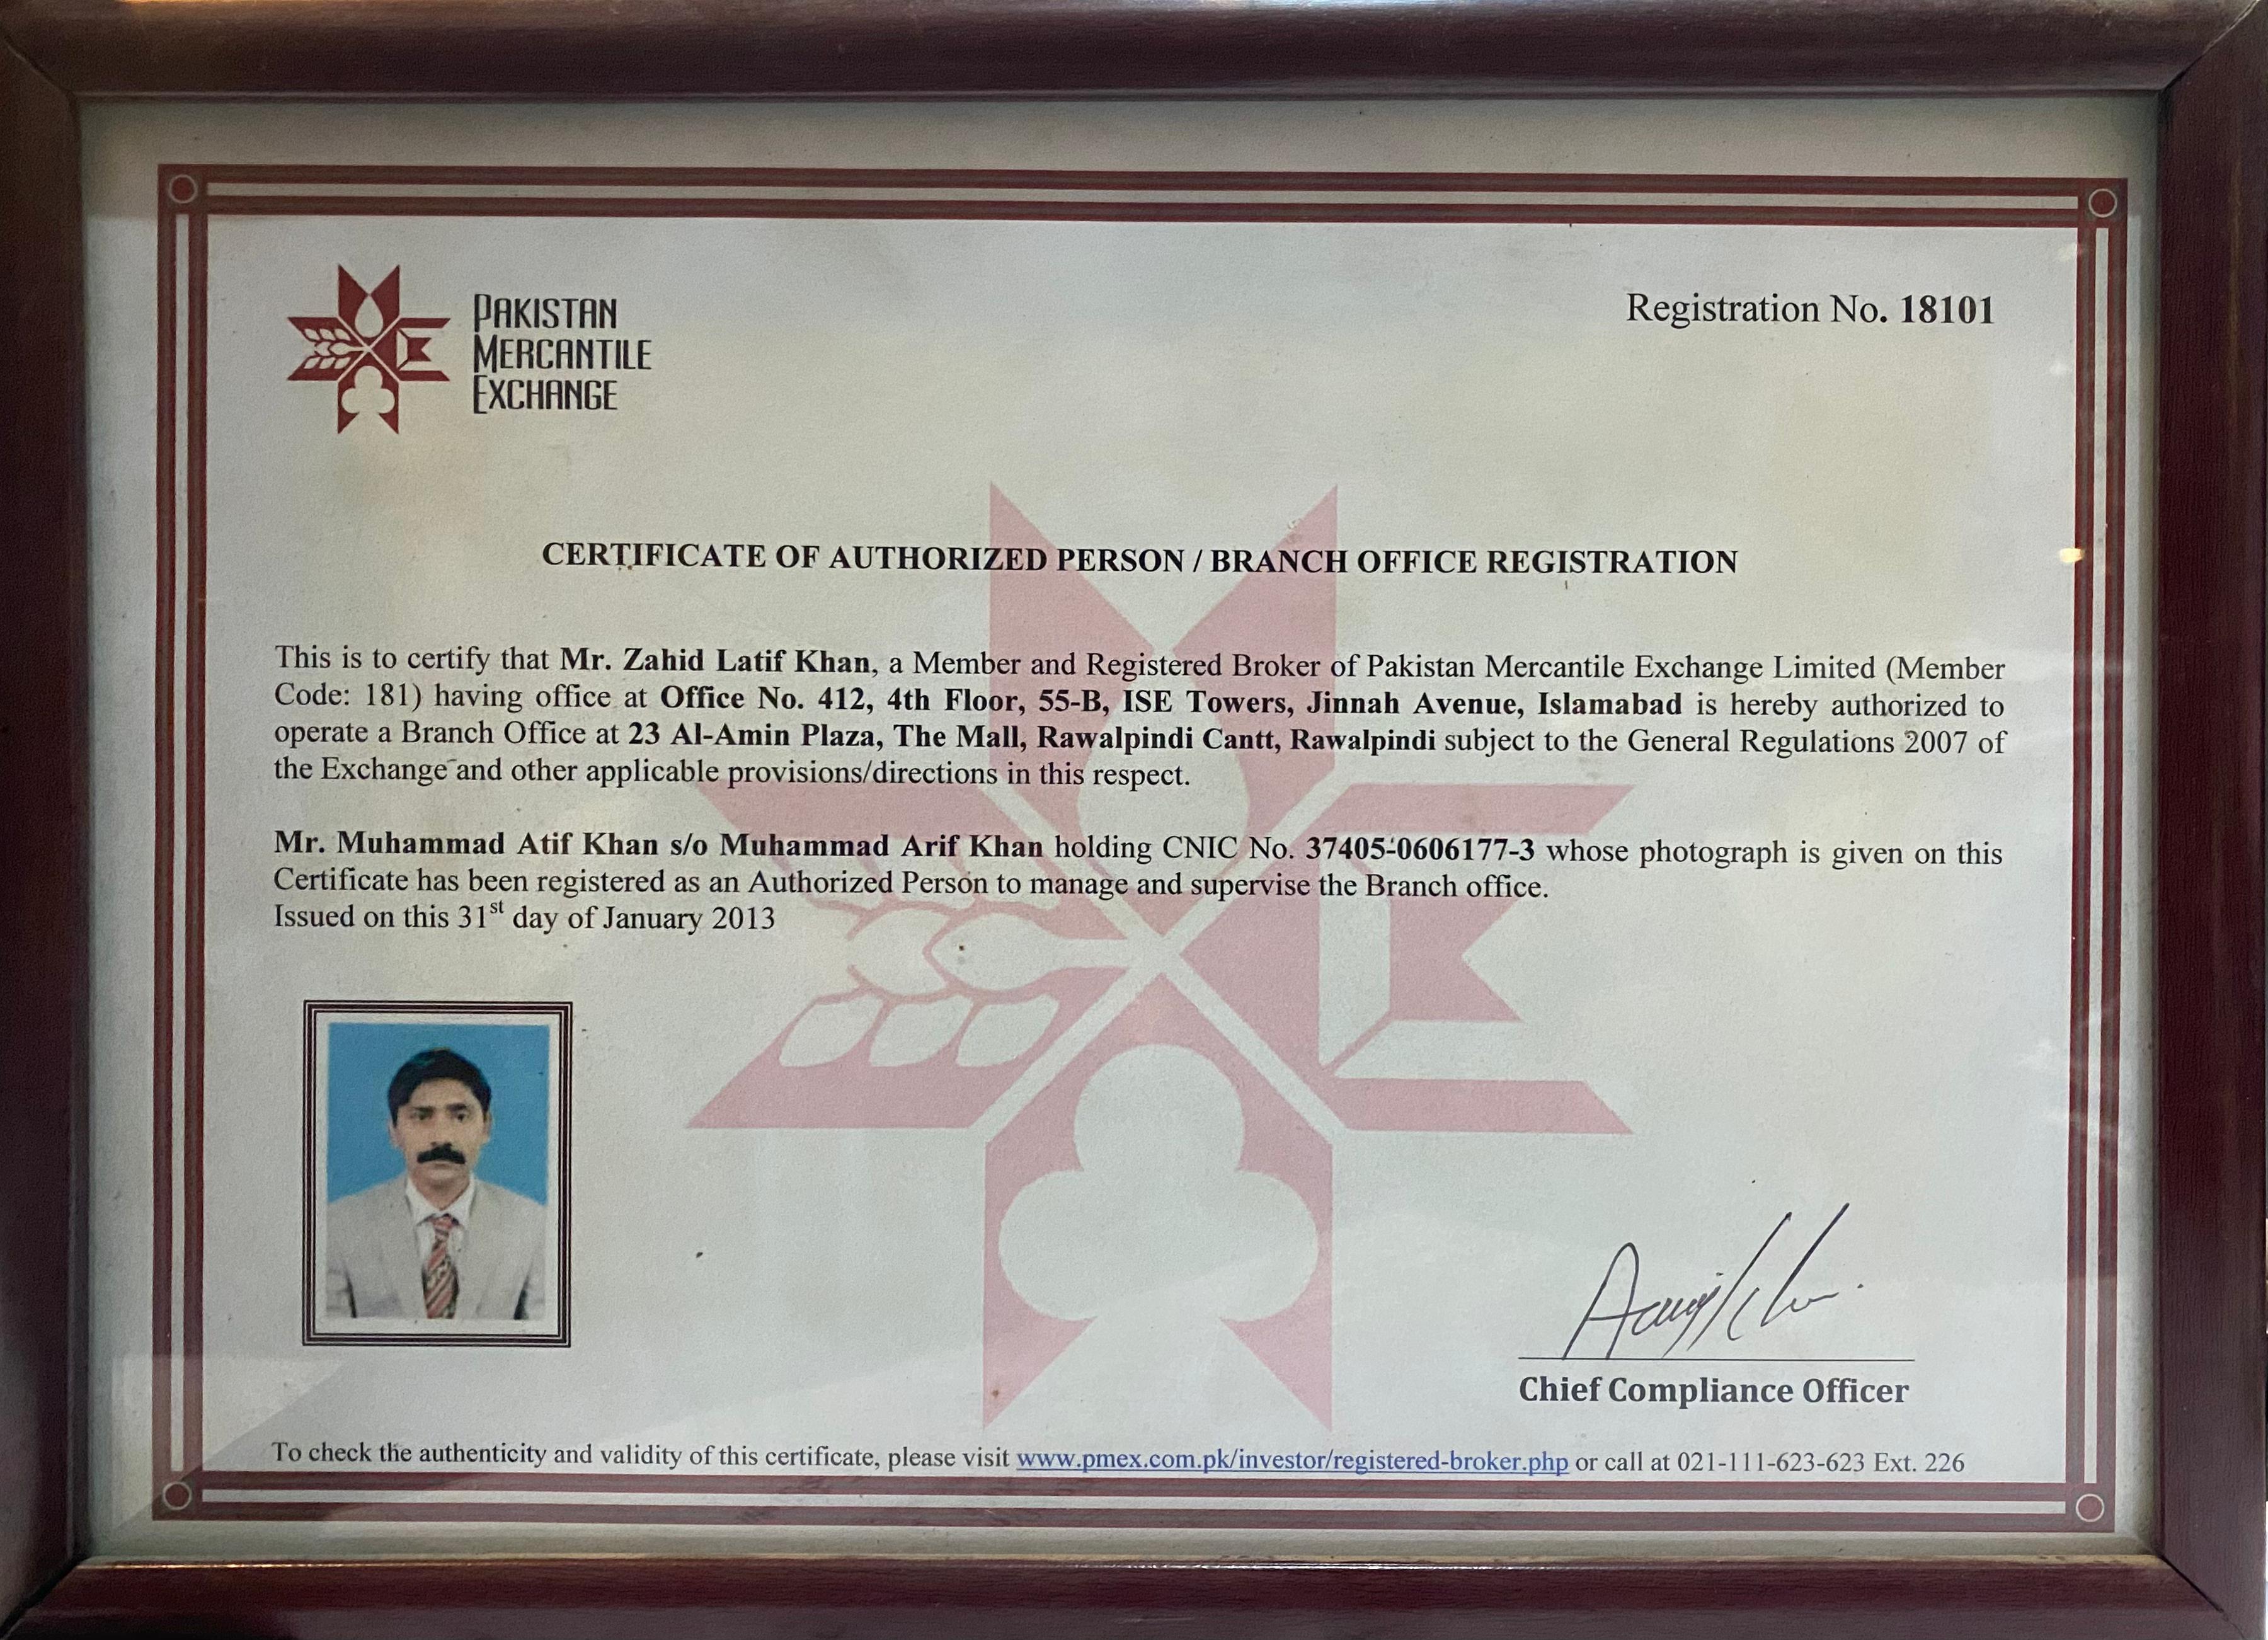 PAKISTAN
MERCANTILE
EXCHANGE
Registration No. 18101
CERTIFICATE OF AUTHORIZED PERSON / BRANCH OFFICE REGISTRATION
This is to certify that Mr. Zahid Latif Khan, a Member and Registered Broker of Pakistan Mercantile Exchange Limited (Member
Code: 181) having office at Office No. 412, 4th Floor, 55-B, ISE Towers, Jinnah Avenue, Islamabad is hereby authorized to
operate a Branch Office at 23 Al-Amin Plaza, The Mall, Rawalpindi Cantt, Rawalpindi subject to the General Regulations 2007 of
the Exchange and other applicable provisions/directions in this respect.
Mr. Muhammad Atif Khan s/o Muhammad Arif Khan holding CNIC No. 37405-0606177-3 whose photograph is given on this
Certificate has been registered as an Authorized Person to manage and supervise the Branch office.
Issued on this 31st day of January 2013
Chief Compliance Officer
To check the authenticity and validity of this certificate, please visit www.pmex.com.pk/investor/registered-broker.php or call at 021-111-623-623 Ext. 226